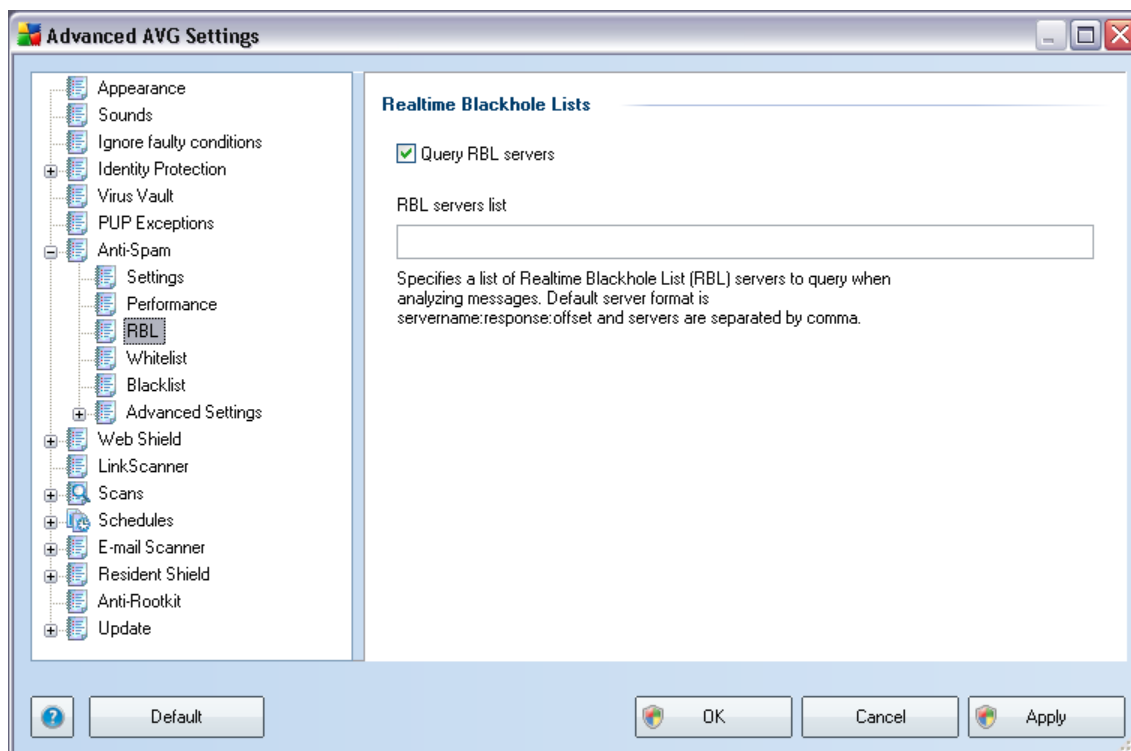 Advanced AVG Settings
Appearance
Sounds
Ignore faulty conditions
Identity Protection
Virus Vault
PUP Exceptions
Anti-Spam
Settings
Performance
RBL
Whitelist
Blacklist
Advanced Settings
Web Shield
LinkScanner
Scans
Schedules
E-mail Scanner
Resident Shield
Anti-Rootkit
Update
Realtime Blackhole Lists
Query RBL servers
RBL servers list
Specifies a list of Realtime Blackhole List (RBL) servers to query when
analyzing messages. Default server format is
servername:response:offset and servers are separated by comma.
Default
OK
Cancel
Apply